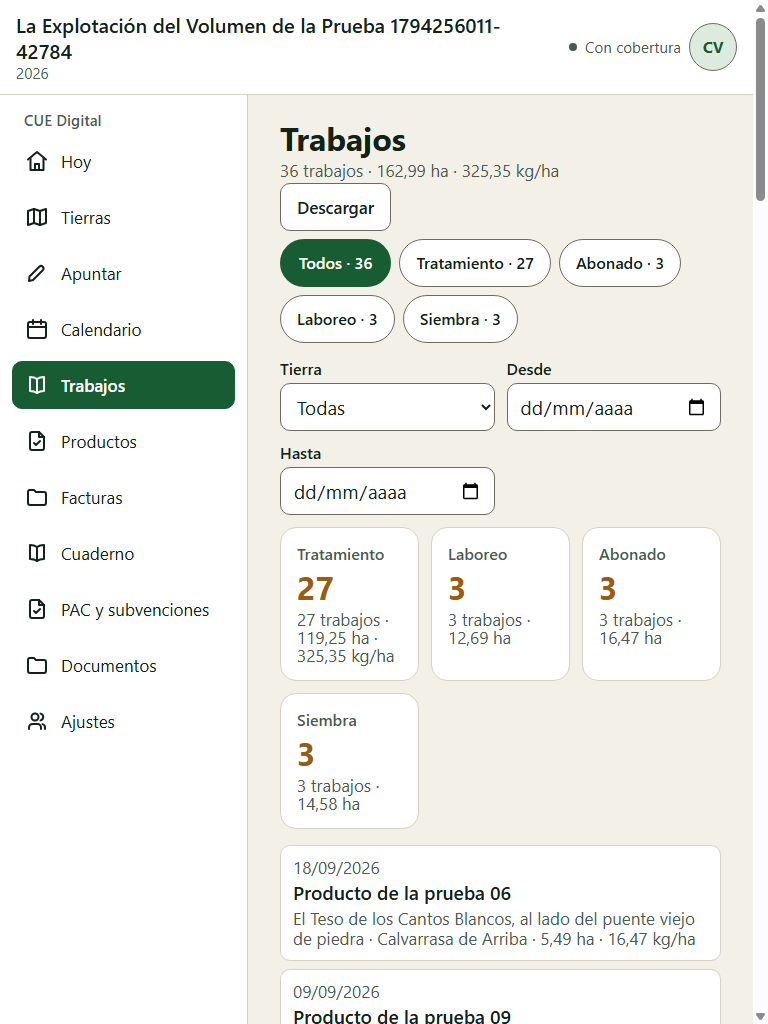 La Explotación del Volumen de la Prueba 1794256011-
42784
2026
Con cobertura
CV
CUE Digital
Hoy
Tierras
Apuntar
Calendario
Trabajos
Productos
Facturas
Cuaderno
PAC y subvenciones
Documentos
Ajustes
Trabajos
36 trabajos · 162,99 ha · 325,35 kg/ha
Descargar
Todos · 36
Tratamiento · 27
Abonado · 3
Laboreo · 3
Siembra · 3
Tierra
Desde
Todas
dd/mm/aaaa
Hasta
dd/mm/aaaa
Tratamiento
27
27 trabajos ·
119,25 ha ·
325,35 kg/ha
Laboreo
3
3 trabajos ·
12,69 ha
Abonado
3
3 trabajos ·
16,47 ha
Siembra
3
3 trabajos ·
14,58 ha
18/09/2026
Producto de la prueba 06
El Teso de los Cantos Blancos, al lado del puente viejo
de piedra · Calvarrasa de Arriba · 5,49 ha · 16,47 kg/ha
09/09/2026
Producto de la prueba 09